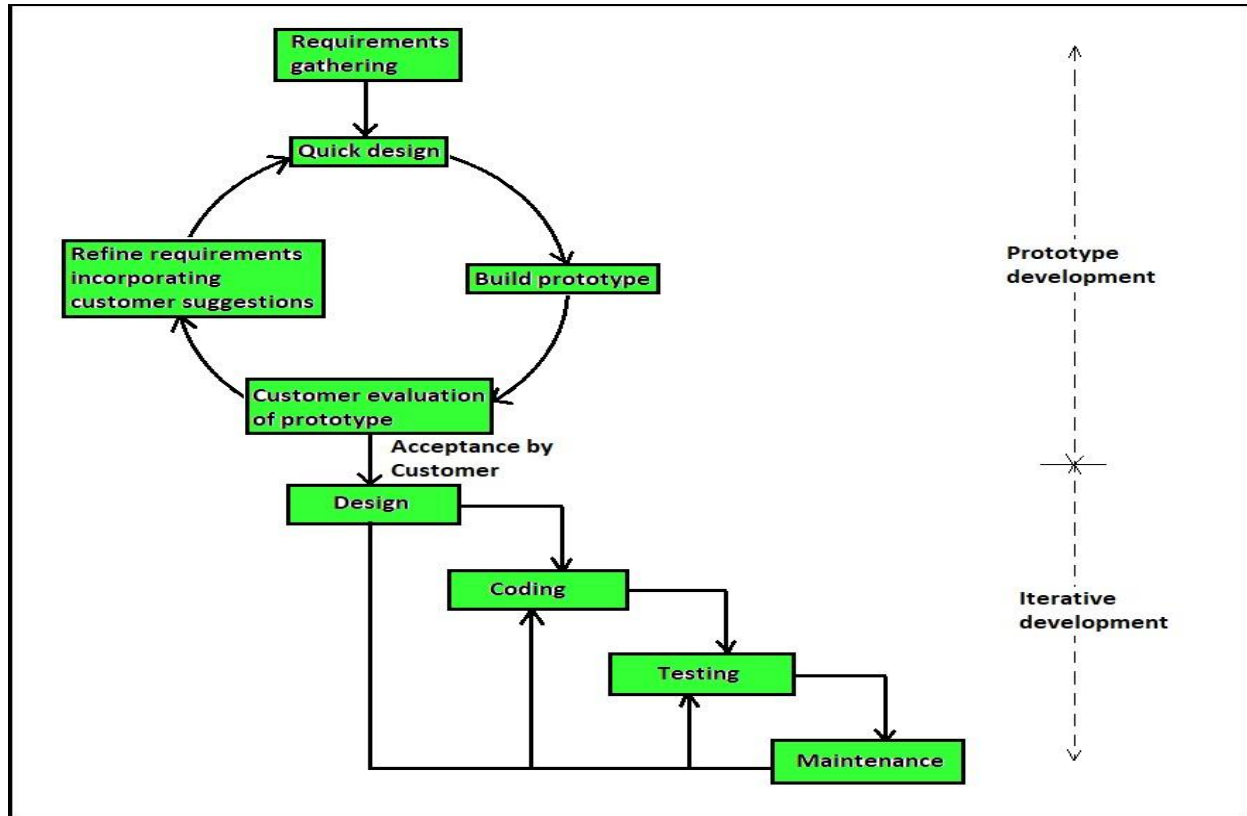 Requirements
gathering
Quick design
Refine requirements
incorporating
customer suggestions
Build prototype
Prototype
development
Customer evaluation
of prototype
Acceptance by
Customer
Design
Coding
Iterative
development
Testing
Maintenance